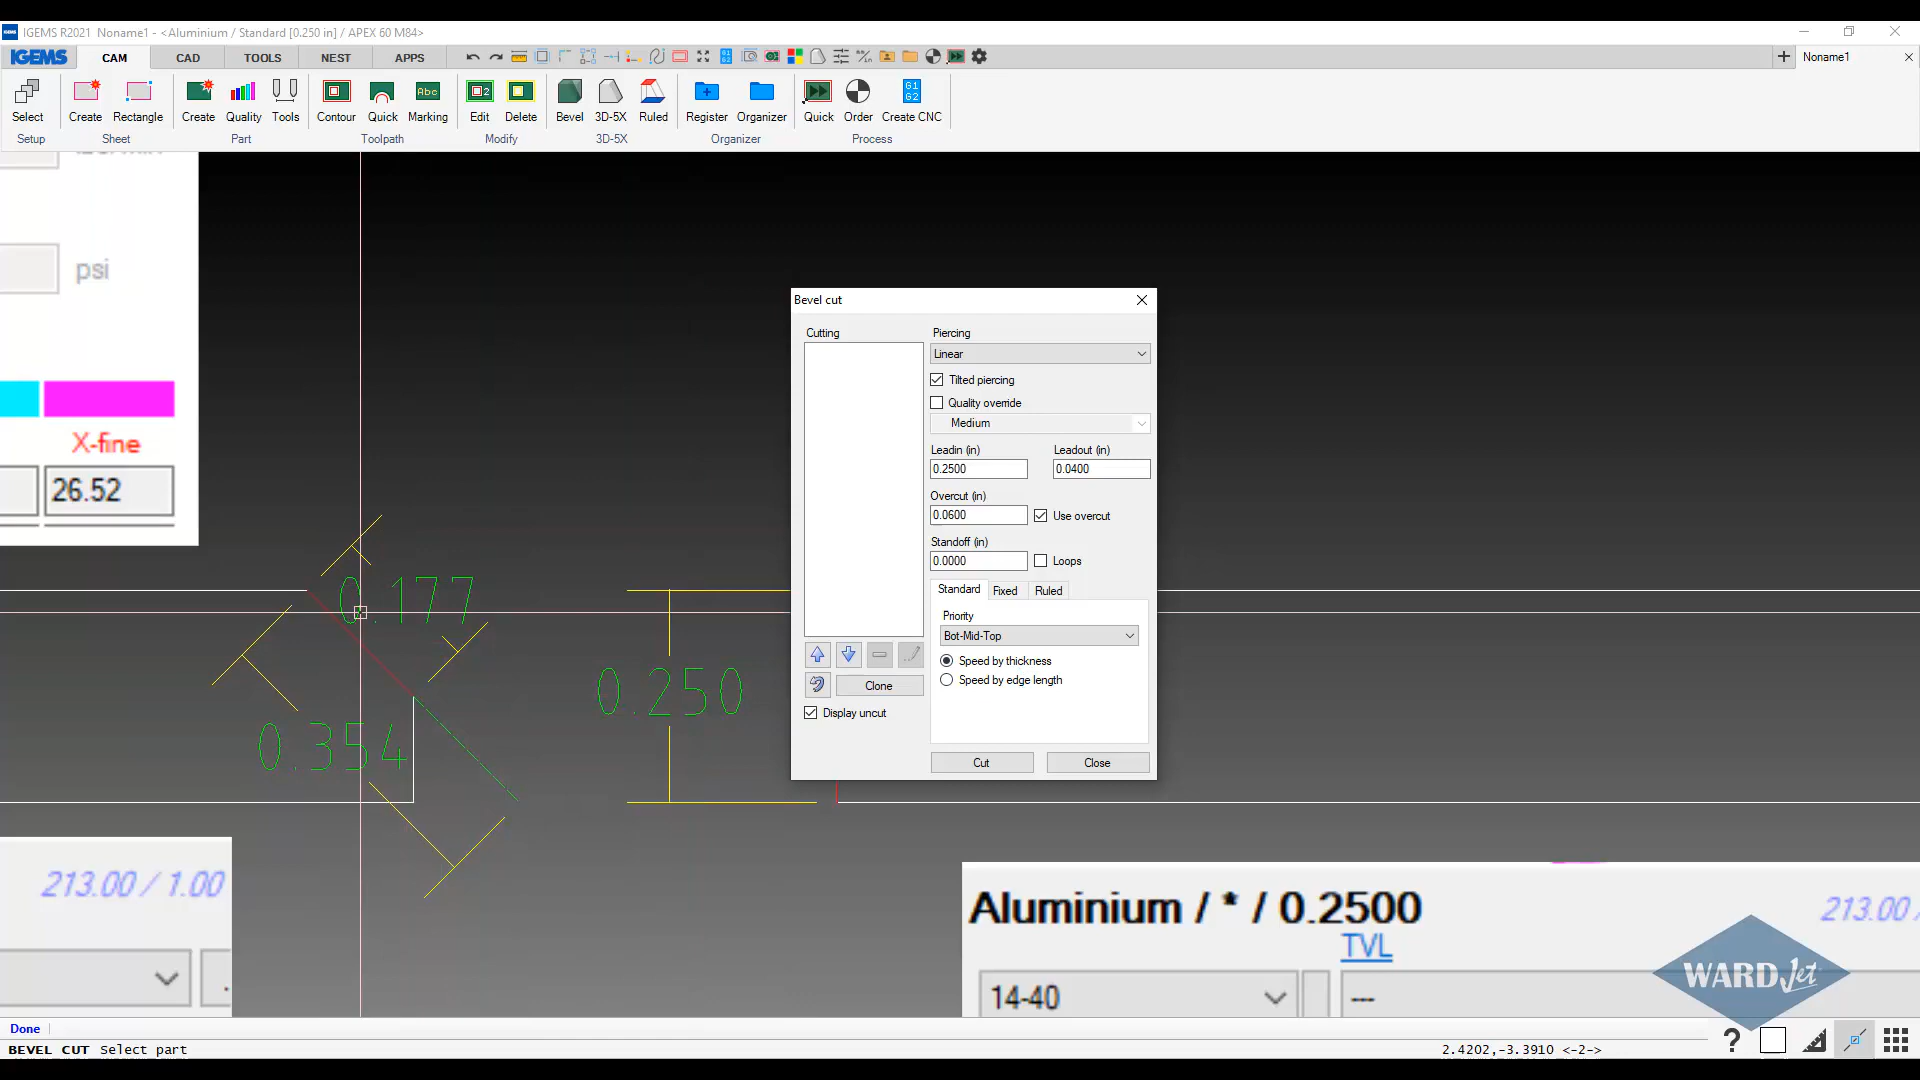 IGEMS R2021 Noname1 - <Aluminium / Standard [0.250 in] / APEX 60 M84>
IGEMS CAM CAD TOOLS NEST APPS Noname1
Abc
G1
G2
Select Create Rectangle Create Quality Tools Contour Quick Marking Edit Delete Bevel 3D-5X Ruled Register Organizer Quick Order Create CNC
Setup Sheet Part Toolpath Modify 3D-5X Organizer Process
psi
X-fine
26.52
0.177
0.354
0.250
Bevel cut
Cutting
Clone
Display uncut
Piercing
Linear
Tilted piercing
Quality override
Medium
Leadin (in) Leadout (in)
0.2500 0.0400
Overcut (in)
0.0600 Use overcut
Standoff (in)
0.0000 Loops
Standard Fixed Ruled
Priority
Bot-Mid-Top
Speed by thickness
Speed by edge length
Cut Close
213.00 / 1.00
Aluminium / * / 0.2500 213.00 /
TVL
14-40 ---
WARDJet
Done
BEVEL CUT Select part 2.4202,-3.3910 <-2->